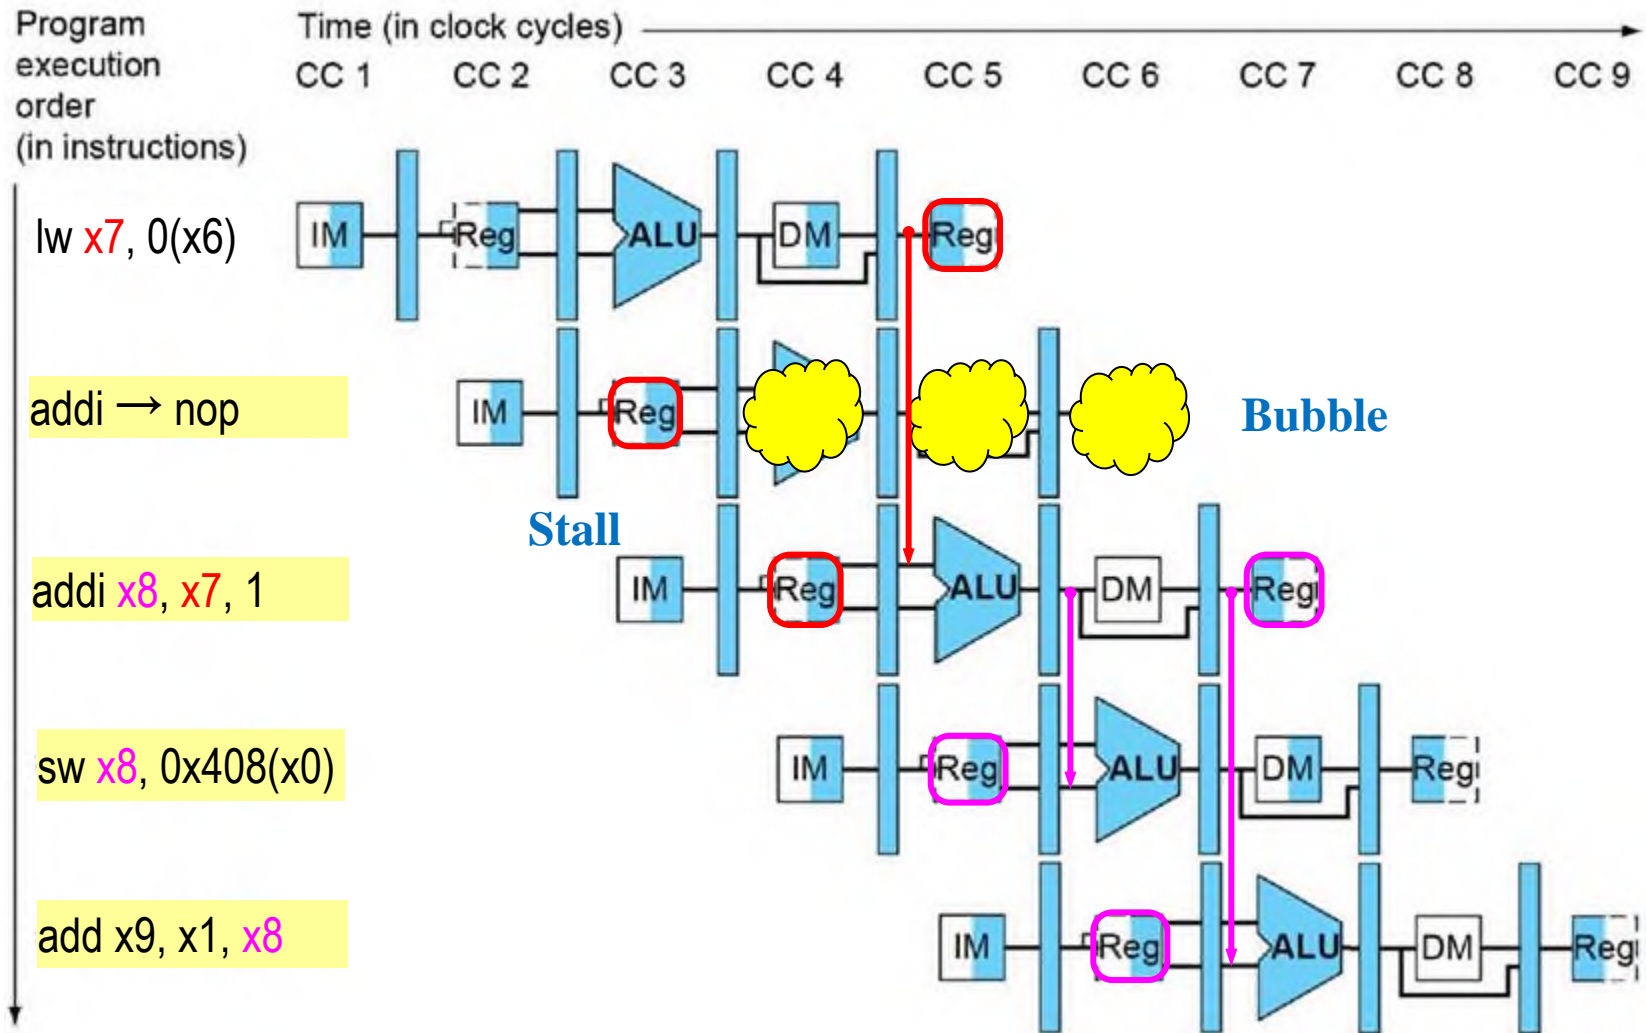 Program
execution
order
(in instructions)
Time (in clock cycles)
CC 1 CC 2 CC 3 CC 4 CC 5 CC 6 CC 7 CC 8 CC 9
lw x7, 0(x6)
IM Reg ALU DM Reg
addi → nop
IM Reg
Bubble
Stall
addi x8, x7, 1
IM Reg ALU DM Reg
sw x8, 0x408(x0)
IM Reg ALU DM Reg
add x9, x1, x8
IM Reg ALU DM Reg